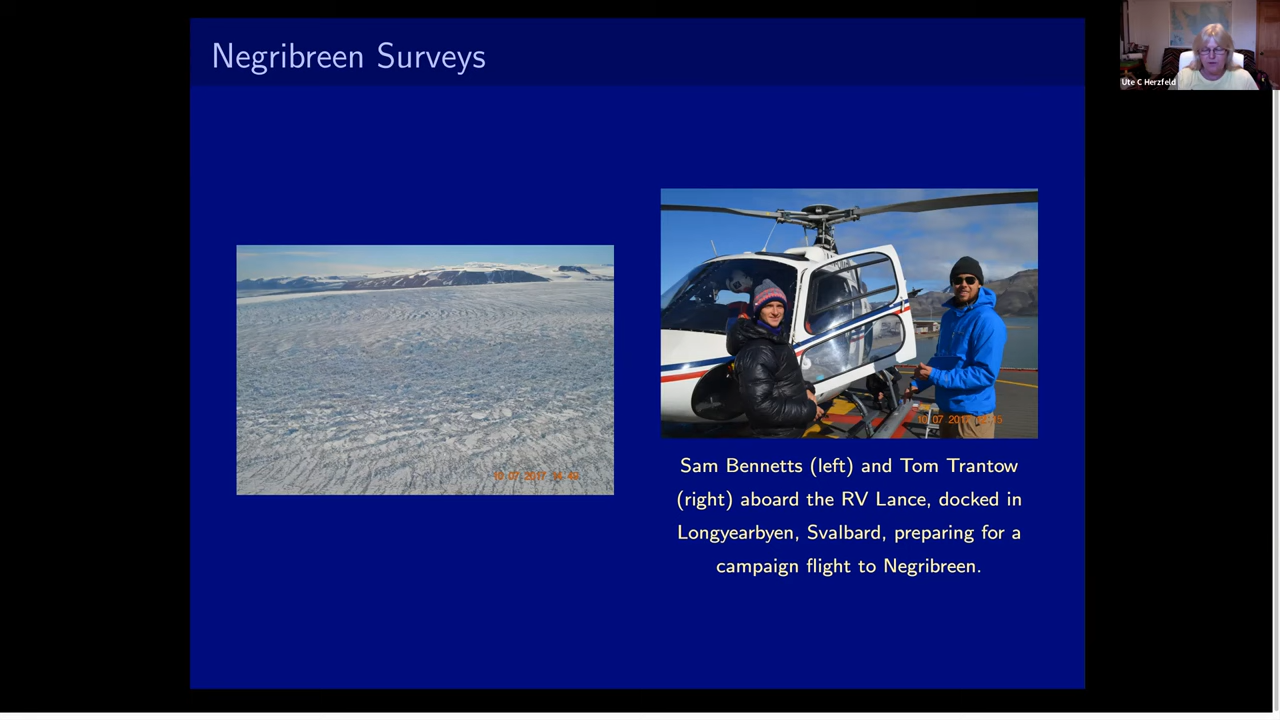 Negribreen Surveys
Ute C Herzfeld
Sam Bennetts (left) and Tom Trantow
(right) aboard the RV Lance, docked in
Longyearbyen, Svalbard, preparing for a
campaign flight to Negribreen.